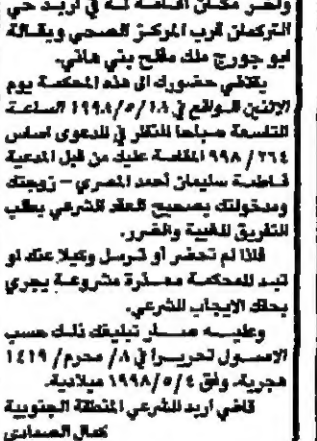 وآخر مكان اقامة له في اربد حي
التركمان قرب المركز الصحي وبقالة
ابو جورج ملك مفلح بني هاني.
يقتضي حضورك الى هذه المحكمة يوم
الاثنين الواقع في ١٩٩٨/٥/١٨ الساعة
التاسعة صباحا للنظر في الدعوى اساس
٩٩٨/٢٦٤ المقامة عليك من قبل المدعية
فاطمة سليمان أحمد المصري – زوجتك
ومدخولتك بصحيح العقد الشرعي بطلب
التفريق للغيبة والضرر.
فاذا لم تحضر أو ترسل وكيلا عنك او
تبد للمحكمة معذرة مشروعة يجري
بحقك الايجاب الشرعي.
وعليه صار تبليغك ذلك حسب
الاصول تحريرا في ٨/ محرم/ ١٤١٩
هجرية. وفق ١٩٩٨/٥/٤ ميلادية.
قاضي اربد الشرعي المنطقة الجنوبية
كمال الصمادي